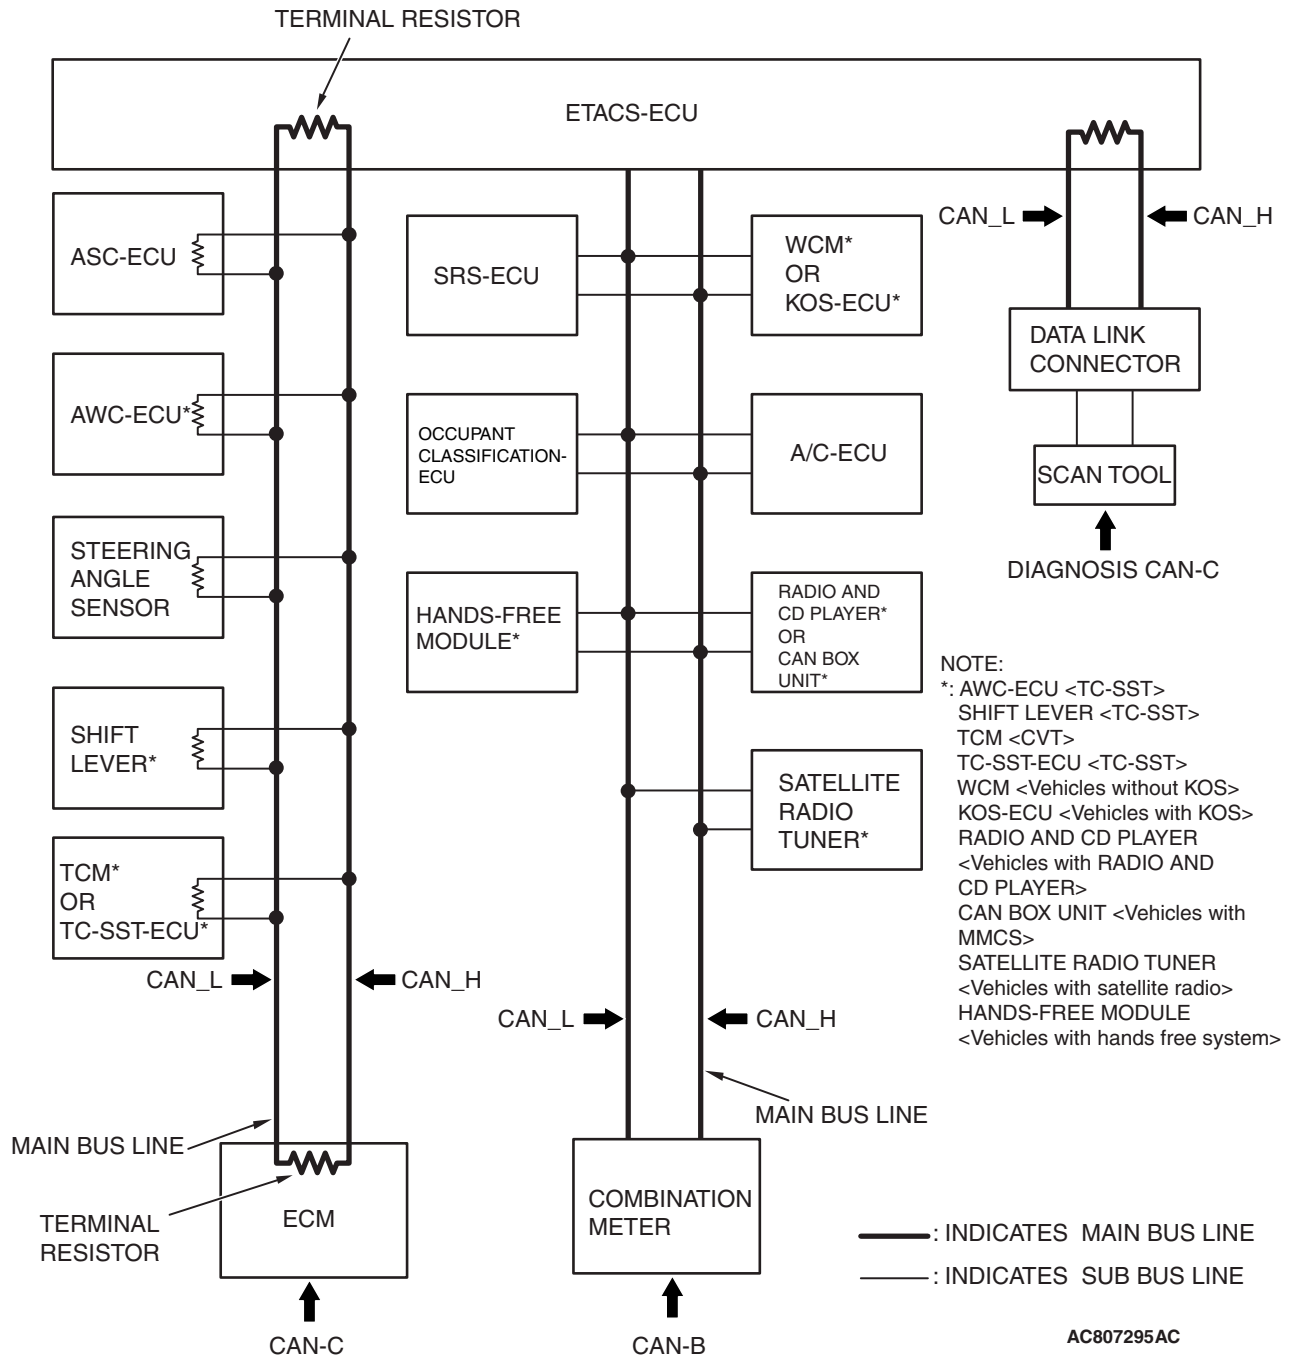 TERMINAL RESISTOR
ETACS-ECU
ASC-ECU
AWC-ECU*
STEERING
ANGLE
SENSOR
SHIFT
LEVER*
TCM*
OR
TC-SST-ECU*
CAN_L
CAN_H
MAIN BUS LINE
TERMINAL
RESISTOR
ECM
CAN-C
SRS-ECU
WCM*
OR
KOS-ECU*
OCCUPANT
CLASSIFICATION-
ECU
A/C-ECU
HANDS-FREE
MODULE*
RADIO AND
CD PLAYER*
OR
CAN BOX
UNIT*
SATELLITE
RADIO
TUNER*
CAN_L
CAN_H
MAIN BUS LINE
COMBINATION
METER
CAN-B
CAN_L
CAN_H
DATA LINK
CONNECTOR
SCAN TOOL
DIAGNOSIS CAN-C
NOTE:
*: AWC-ECU <TC-SST>
SHIFT LEVER <TC-SST>
TCM <CVT>
TC-SST-ECU <TC-SST>
WCM <Vehicles without KOS>
KOS-ECU <Vehicles with KOS>
RADIO AND CD PLAYER
<Vehicles with RADIO AND
CD PLAYER>
CAN BOX UNIT <Vehicles with
MMCS>
SATELLITE RADIO TUNER
<Vehicles with satellite radio>
HANDS-FREE MODULE
<Vehicles with hands free system>
: INDICATES MAIN BUS LINE
: INDICATES SUB BUS LINE
AC807295AC